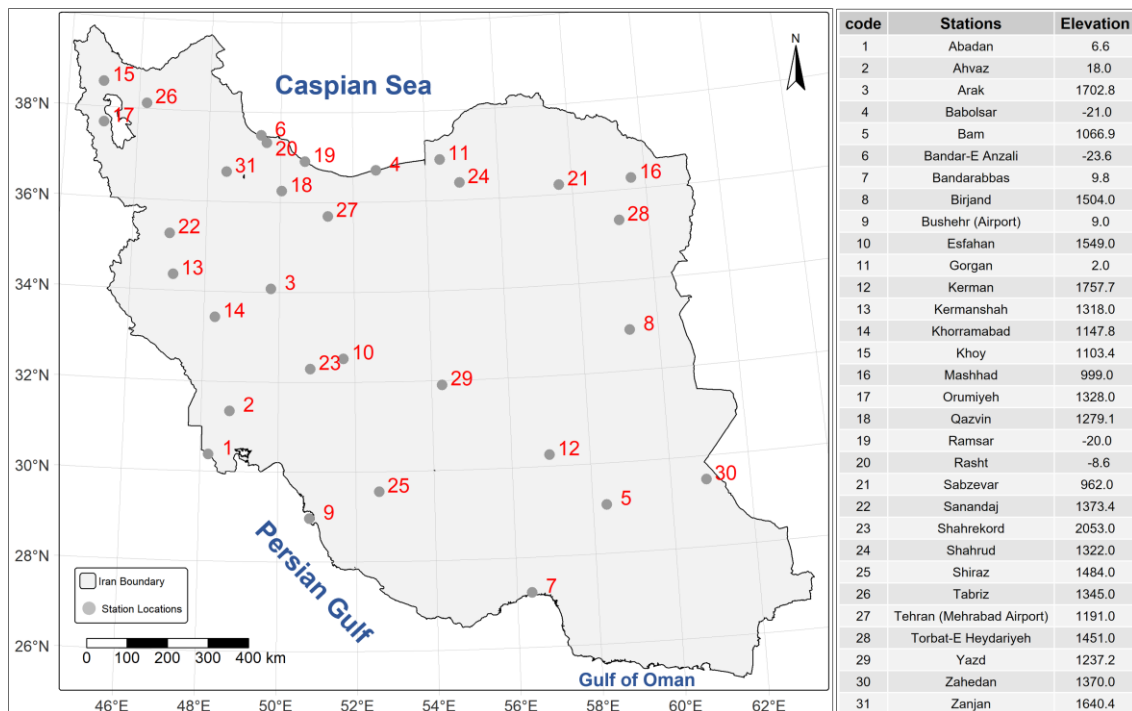 N
Caspian Sea
38°N
36°N
34°N
32°N
30°N
28°N
26°N
15
26
17
6
20
19
31
18
4
11
24
21
16
27
28
22
13
3
14
8
23
10
29
2
1
12
25
5
30
9
7
Persian Gulf
Gulf of Oman
Iran Boundary
Station Locations
0 100 200 300 400 km
46°E 48°E 50°E 52°E 54°E 56°E 58°E 60°E 62°E
code Stations Elevation
1 Abadan 6.6
2 Ahvaz 18.0
3 Arak 1702.8
4 Babolsar -21.0
5 Bam 1066.9
6 Bandar-E Anzali -23.6
7 Bandarabbas 9.8
8 Birjand 1504.0
9 Bushehr (Airport) 9.0
10 Esfahan 1549.0
11 Gorgan 2.0
12 Kerman 1757.7
13 Kermanshah 1318.0
14 Khorramabad 1147.8
15 Khoy 1103.4
16 Mashhad 999.0
17 Orumiyeh 1328.0
18 Qazvin 1279.1
19 Ramsar -20.0
20 Rasht -8.6
21 Sabzevar 962.0
22 Sanandaj 1373.4
23 Shahrekord 2053.0
24 Shahrud 1322.0
25 Shiraz 1484.0
26 Tabriz 1345.0
27 Tehran (Mehrabad Airport) 1191.0
28 Torbat-E Heydariyeh 1451.0
29 Yazd 1237.2
30 Zahedan 1370.0
31 Zanjan 1640.4